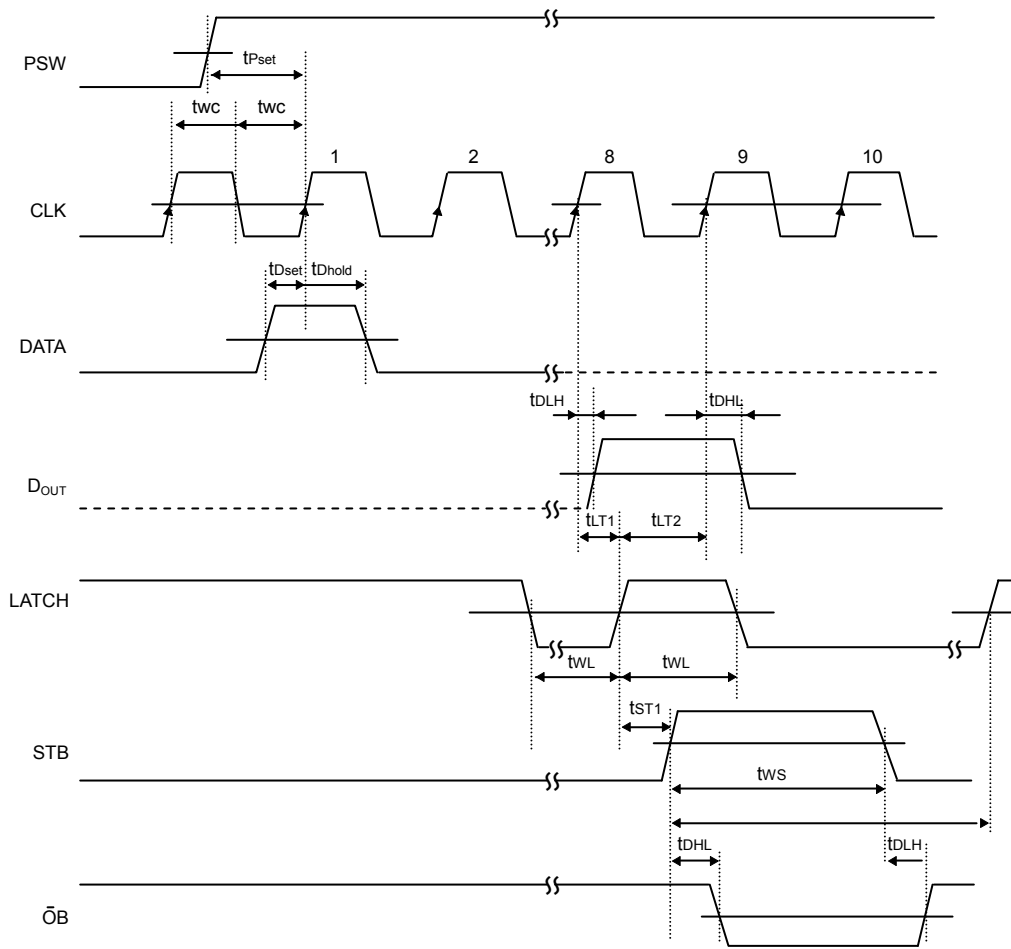 PSW
tPset
twc twc
1 2 8 9 10
CLK
tDset tDhold
DATA
tDLH tDHL
DOUT
tLT1 tLT2
LATCH
tWL tWL
tST1
STB
tWS
tDHL tDLH
ŌB